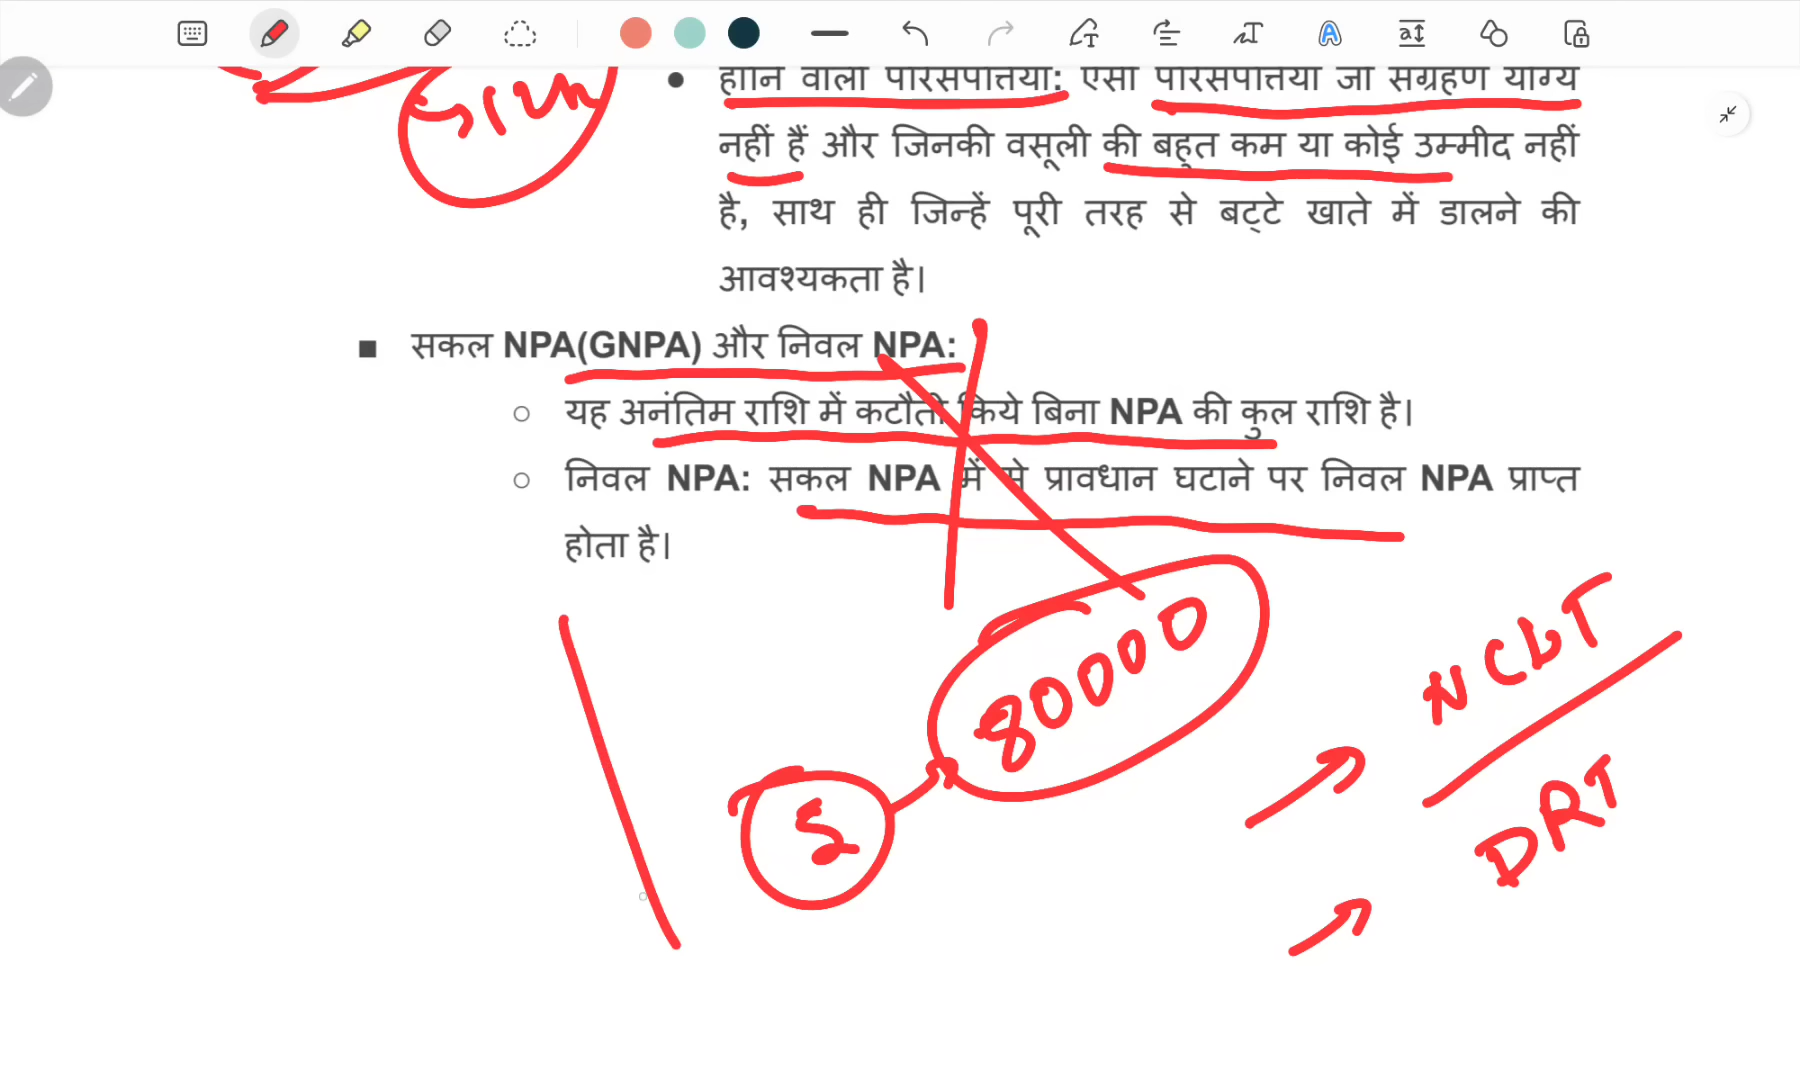 हानि वाली परिसंपत्तियाँ: ऐसी परिसंपत्तियाँ जो संग्रहण योग्य
नहीं हैं और जिनकी वसूली की बहुत कम या कोई उम्मीद नहीं
है, साथ ही जिन्हें पूरी तरह से बट्टे खाते में डालने की
आवश्यकता है।
सकल NPA(GNPA) और निवल NPA:
यह अनंतिम राशि में कटौती किये बिना NPA की कुल राशि है।
निवल NPA: सकल NPA में से प्रावधान घटाने पर निवल NPA प्राप्त
होता है।
80000
5
NCLT
DRT